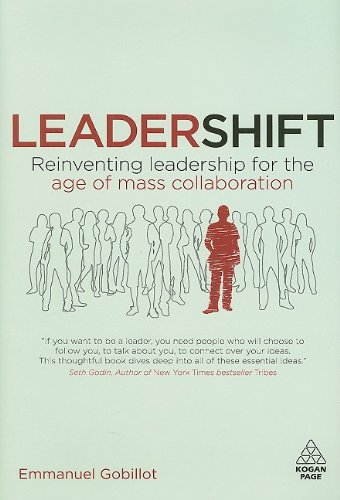 LEADERSHIFT
Reinventing leadership for the
age of mass collaboration
"If you want to be a leader, you need people who will choose to
follow you, to talk about you, to connect over your ideas.
This thoughtful book dives deep into all of these essential ideas."
Seth Godin, Author of New York Times bestseller Tribes
Emmanuel Gobillot
KOGAN
PAGE